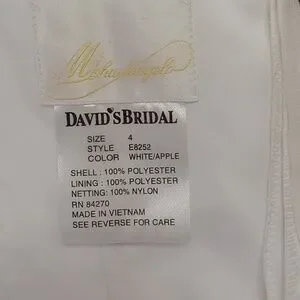 DAVID'S BRIDAL
SIZE 4
STYLE E8252
COLOR WHITE/APPLE
SHELL : 100% POLYESTER
LINING : 100% POLYESTER
NETTING: 100% NYLON
RN 84270
MADE IN VIETNAM
SEE REVERSE FOR CARE